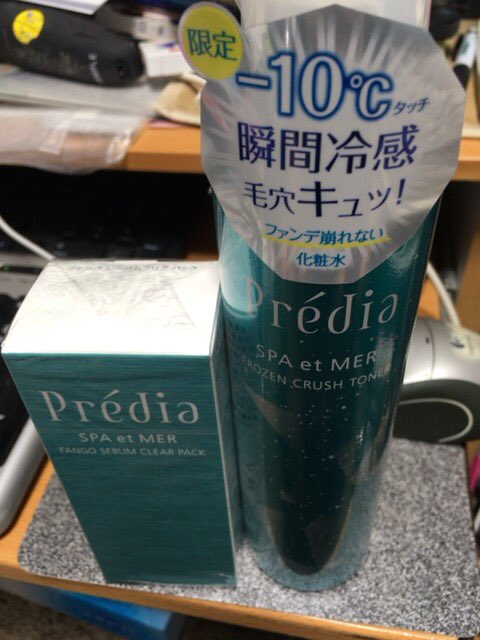 限定
-10℃タッチ
瞬間冷感
毛穴キュッ!
ファンデ崩れない
化粧水
Prédia
SPA et MER
FROZEN CRUSH TONER
Prédia
SPA et MER
FANGO SEBUM CLEAR PACK